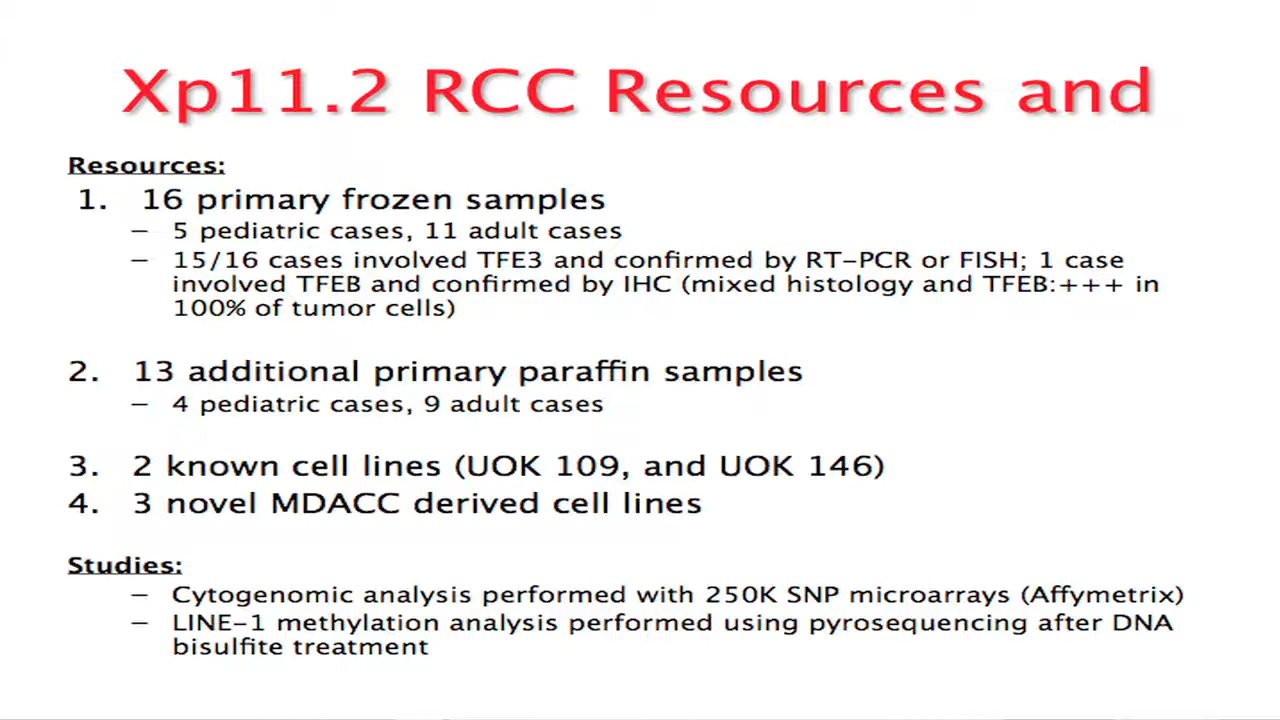 Xp11.2 RCC Resources and
Resources:
1. 16 primary frozen samples
– 5 pediatric cases, 11 adult cases
– 15/16 cases involved TFE3 and confirmed by RT-PCR or FISH; 1 case
involved TFEB and confirmed by IHC (mixed histology and TFEB:+++ in
100% of tumor cells)
2. 13 additional primary paraffin samples
– 4 pediatric cases, 9 adult cases
3. 2 known cell lines (UOK 109, and UOK 146)
4. 3 novel MDACC derived cell lines
Studies:
– Cytogenomic analysis performed with 250K SNP microarrays (Affymetrix)
– LINE-1 methylation analysis performed using pyrosequencing after DNA
bisulfite treatment